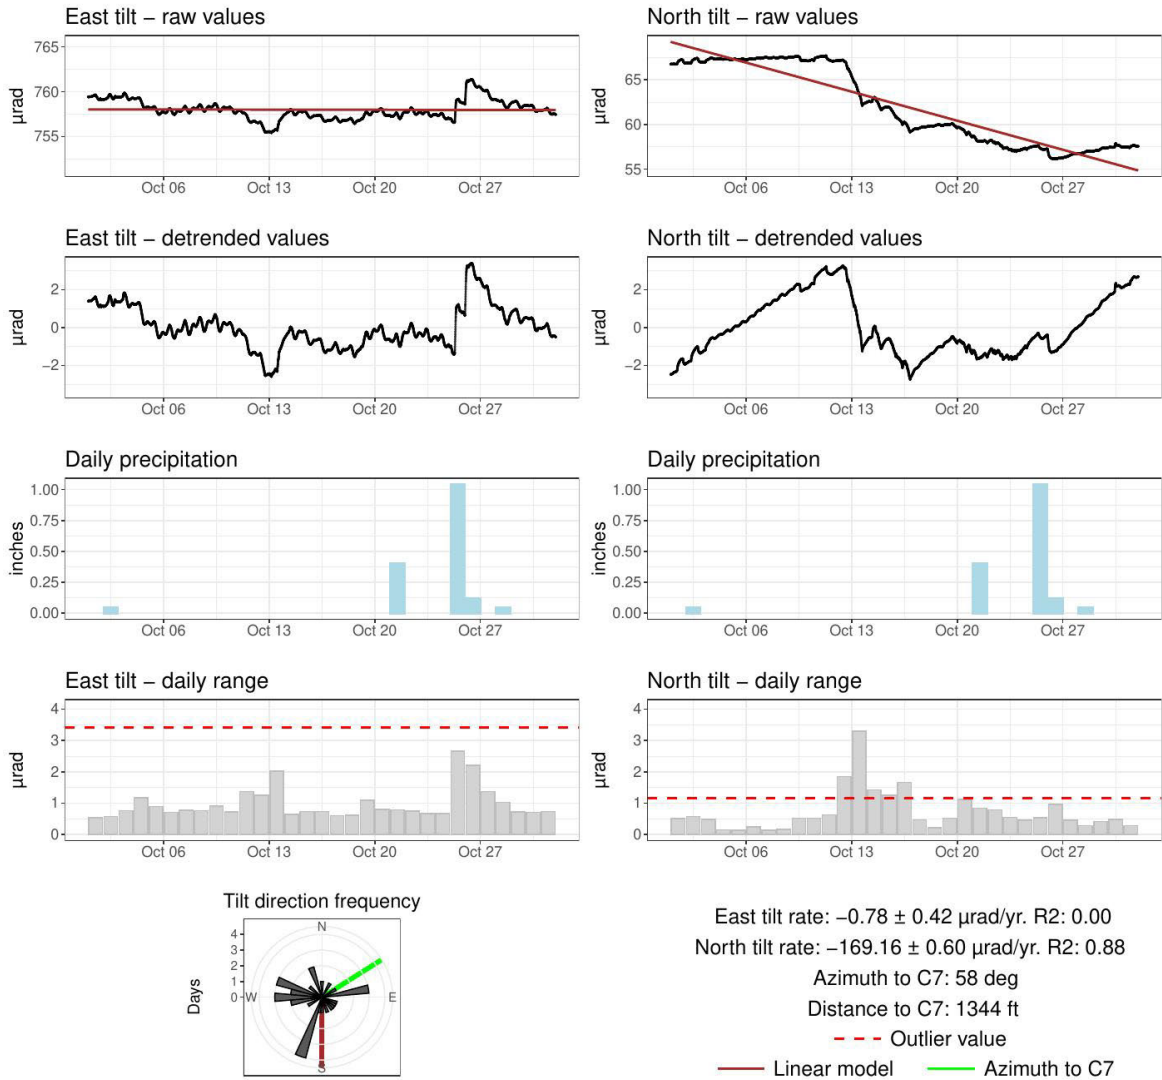 East tilt − raw values
North tilt − raw values
765
760
755
µrad
Oct 06
Oct 13
Oct 20
Oct 27
65
60
55
µrad
Oct 06
Oct 13
Oct 20
Oct 27
East tilt − detrended values
North tilt − detrended values
2
0
−2
µrad
Oct 06
Oct 13
Oct 20
Oct 27
2
0
−2
µrad
Oct 06
Oct 13
Oct 20
Oct 27
Daily precipitation
Daily precipitation
1.00
0.75
0.50
0.25
0.00
inches
Oct 06
Oct 13
Oct 20
Oct 27
1.00
0.75
0.50
0.25
0.00
inches
Oct 06
Oct 13
Oct 20
Oct 27
East tilt − daily range
North tilt − daily range
4
3
2
1
0
µrad
Oct 06
Oct 13
Oct 20
Oct 27
4
3
2
1
0
µrad
Oct 06
Oct 13
Oct 20
Oct 27
Tilt direction frequency
N
4
3
2
1
0
Days
W
E
S
East tilt rate: −0.78 ± 0.42 µrad/yr. R2: 0.00
North tilt rate: −169.16 ± 0.60 µrad/yr. R2: 0.88
Azimuth to C7: 58 deg
Distance to C7: 1344 ft
Outlier value
Linear model
Azimuth to C7